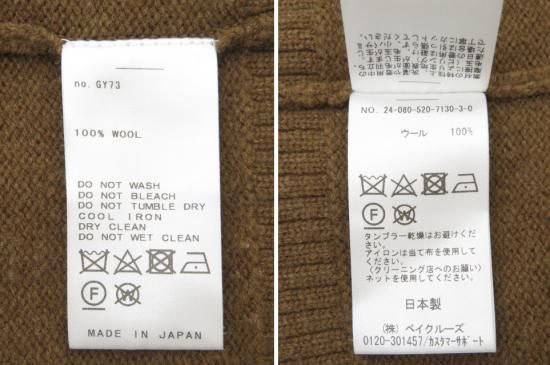 no. GY73
100% WOOL
DO NOT WASH
DO NOT BLEACH
DO NOT TUMBLE DRY
COOL IRON
DRY CLEAN
DO NOT WET CLEAN
F W
MADE IN JAPAN
NO. 24-080-520-7130-3-0
ウール 100%
F W
タンブラー乾燥はお避けくだ
さい。
アイロンは当て布を使用して
ください。
(クリーニング店へのお願い)
ネットを使用してください。
日本製
(株) ベイクルーズ
0120-301457/カスタマーサポート